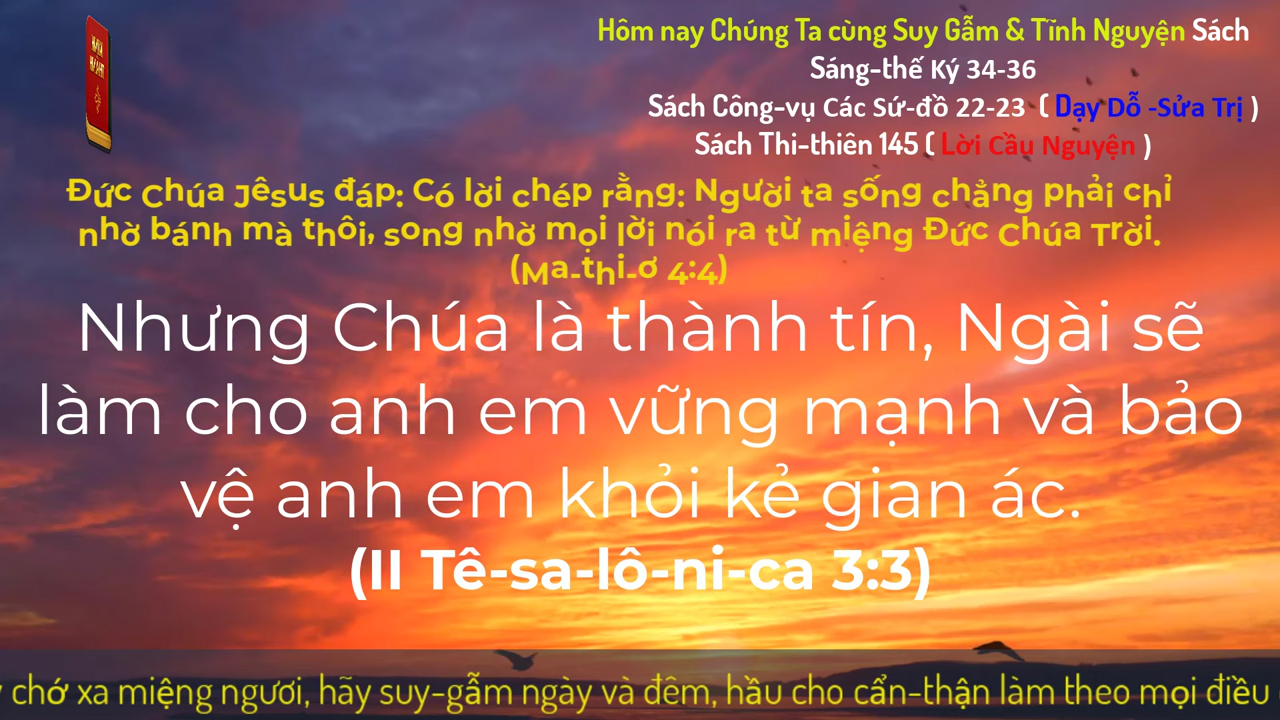 Hôm nay Chúng Ta cùng Suy Gẫm & Tĩnh Nguyện Sách
Sáng-thế Ký 34-36
Sách Công-vụ Các Sứ-đồ 22-23 ( Dạy Dỗ -Sửa Trị )
Sách Thi-thiên 145 ( Lời Cầu Nguyện )
Đức Chúa Jêsus đáp: Có lời chép rằng: Người ta sống chẳng phải chỉ
nhờ bánh mà thôi, song nhờ mọi lời nói ra từ miệng Đức Chúa Trời.
(Ma-thi-ơ 4:4)
Nhưng Chúa là thành tín, Ngài sẽ
làm cho anh em vững mạnh và bảo
vệ anh em khỏi kẻ gian ác.
(II Tê-sa-lô-ni-ca 3:3)
chớ xa miệng ngươi, hãy suy-gẫm ngày và đêm, hầu cho cẩn-thận làm theo mọi điều